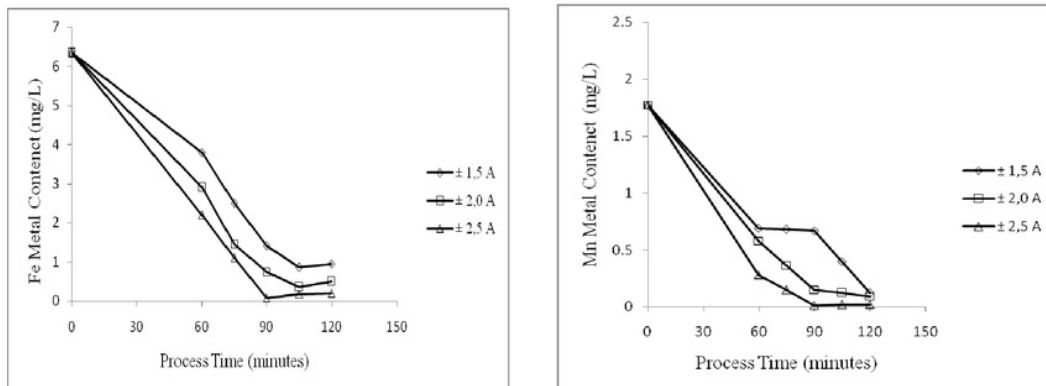 Fe Metal Contenct (mg/L)
7
6
5
4
3
2
1
0
0 30 60 90 120 150
Process Time (minutes)
± 1,5 A
± 2,0 A
± 2,5 A
Mn Metal Contenct (mg/L)
2.5
2
1.5
1
0.5
0
0 30 60 90 120 150
Process Time (minutes)
± 1,5 A
± 2,0 A
± 2,5 A